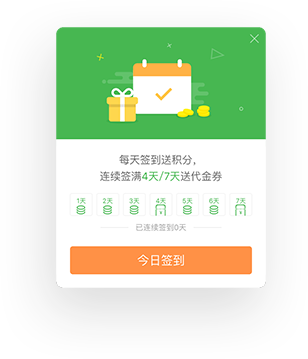 每天签到送积分，
连续签满4天/7天送代金券
1天 2天 3天 4天 5天 6天 7天
已连续签到0天
今日签到